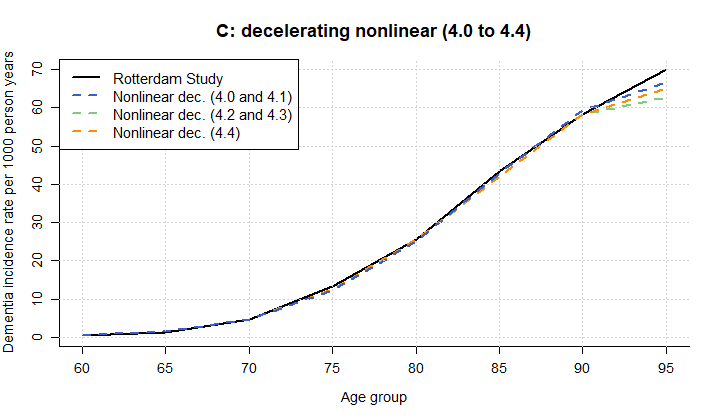 C: decelerating nonlinear (4.0 to 4.4)
Dementia incidence rate per 1000 person years
70
60
50
40
30
20
10
0
Rotterdam Study
Nonlinear dec. (4.0 and 4.1)
Nonlinear dec. (4.2 and 4.3)
Nonlinear dec. (4.4)
60 65 70 75 80 85 90 95
Age group